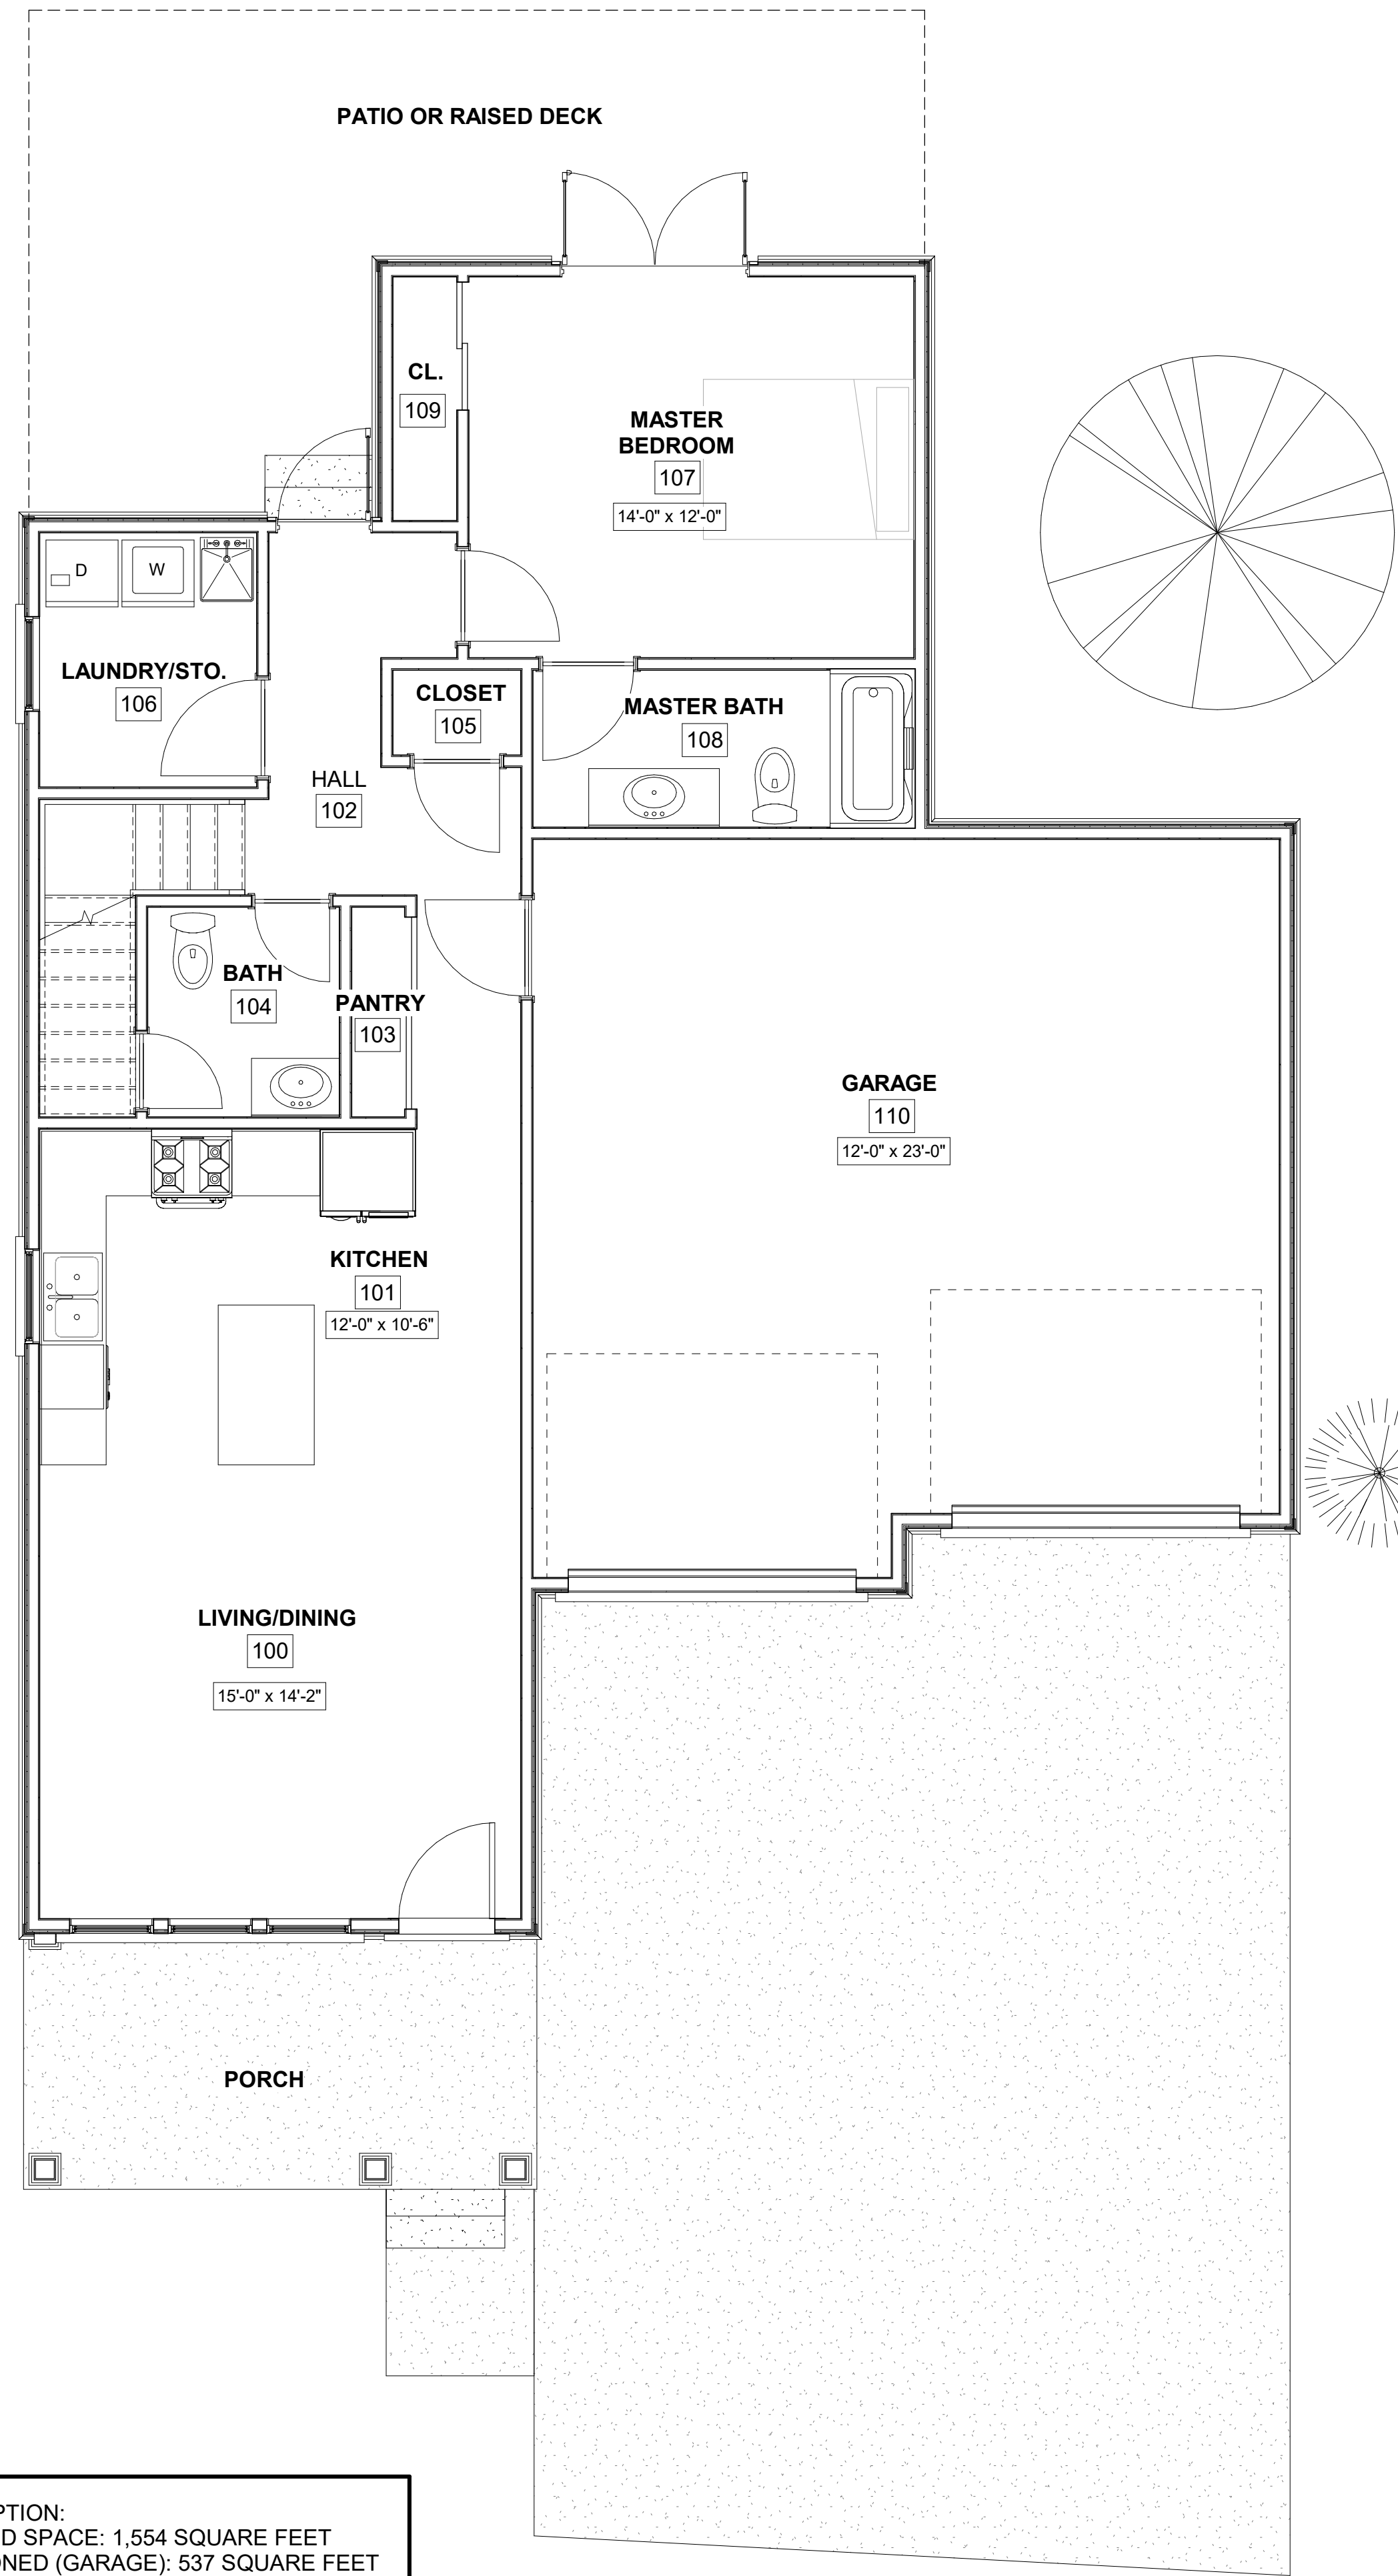 PATIO OR RAISED DECK
CL.
109
MASTER
BEDROOM
107
14'-0" x 12'-0"
D
W
LAUNDRY/STO.
106
CLOSET
105
MASTER BATH
108
HALL
102
BATH
104
PANTRY
103
GARAGE
110
12'-0" x 23'-0"
KITCHEN
101
12'-0" x 10'-6"
LIVING/DINING
100
15'-0" x 14'-2"
PORCH
PTION:
D SPACE: 1,554 SQUARE FEET
ONED (GARAGE): 537 SQUARE FEET